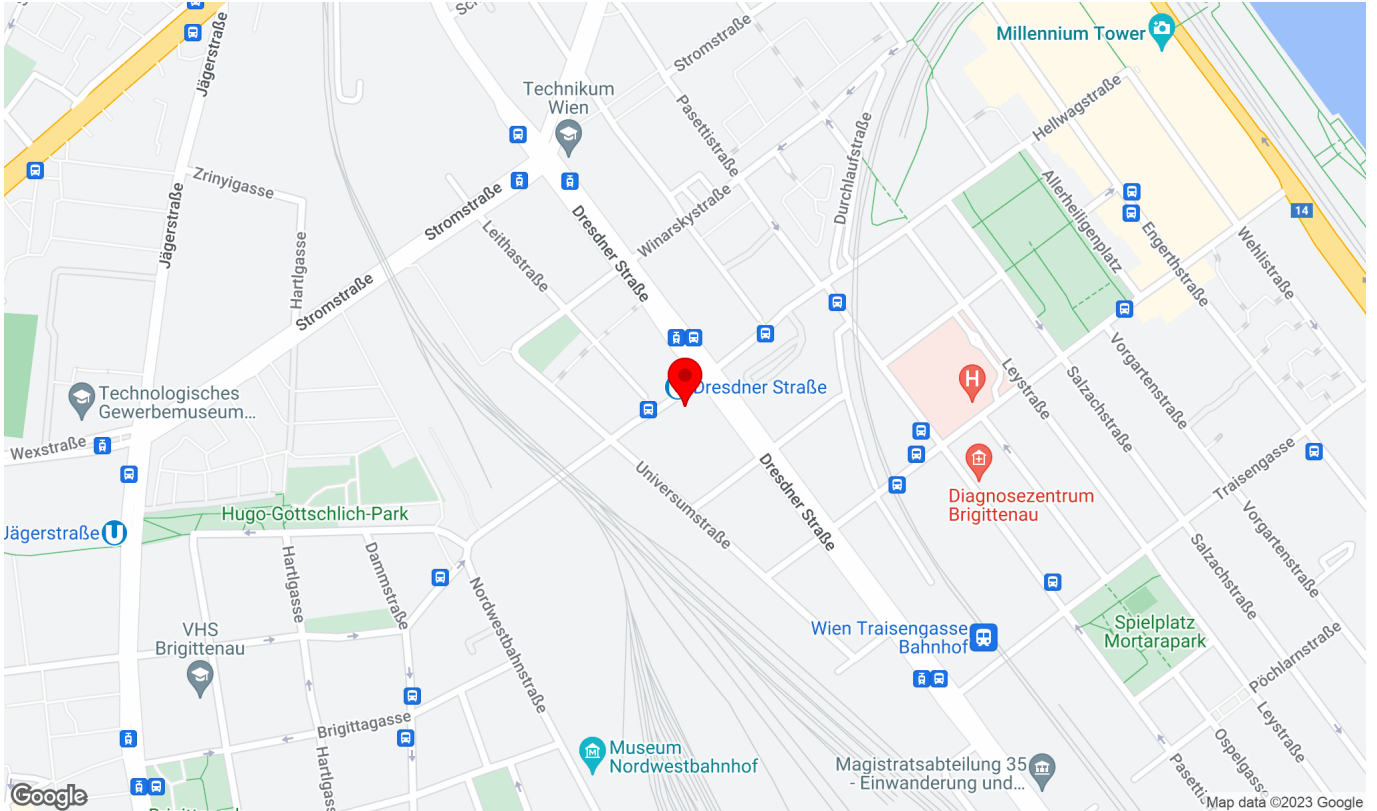 Jägerstraße
Stromstraße
Millennium Tower
Technikum
Wien
Pasettistraße
Hellwagstraße
Durchlaufstraße
Zrinyigasse
Jägerstraße
Stromstraße
Dresdner Straße
Winarskystraße
Allerheiligenplatz
14
Engerthstraße
Wehlistraße
Leithastraße
Hartlgasse
Stromstraße
Technologisches
Gewerbemuseum...
Dresdner Straße
H
Leystraße
Salzachstraße
Vorgartenstraße
Wexstraße
Universumstraße
Dresdner Straße
Traisengasse
Diagnosezentrum
Brigittenau
Hugo-Gottschlich-Park
Jägerstraße U
Hartlgasse
Dammstraße
Nordwestbahnstraße
Salzachstraße
Vorgartenstraße
VHS
Brigittenau
Wien Traisengasse
Bahnhof
Spielplatz
Mortarapark
Pöchlarnstraße
Brigittagasse
Hartlgasse
Museum
Nordwestbahnhof
Magistratsabteilung 35
- Einwanderung und...
Ospelgasse
Leystraße
Google
Map data ©2023 Google